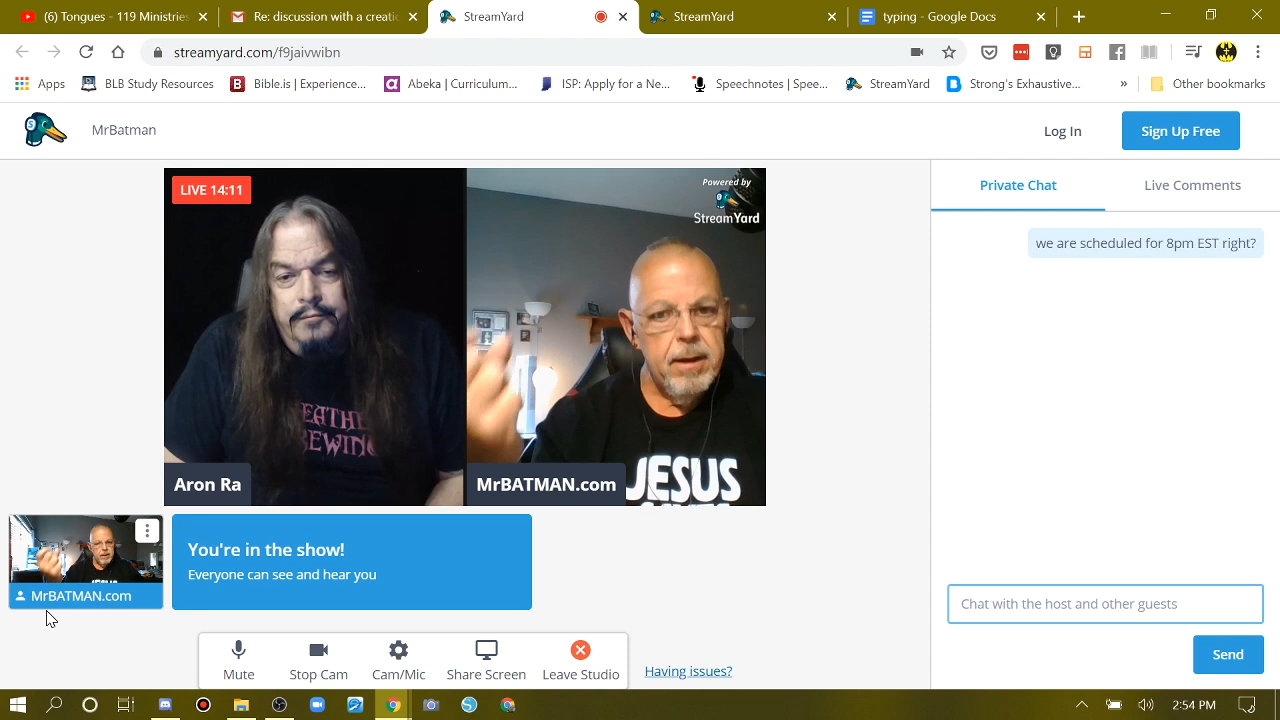 (6) Tongues - 119 Ministries
Re: discussion with a creati
StreamYard
StreamYard
typing - Google Docs
streamyard.com/f9jaivwibn
Apps
BLB Study Resources
Bible.is | Experience...
Abeka | Curriculum...
ISP: Apply for a Ne...
Speechnotes | Spee...
StreamYard
Strong's Exhaustive...
»
Other bookmarks
MrBatman
Log In
Sign Up Free
LIVE 14:11
Powered by
StreamYard
Private Chat
Live Comments
we are scheduled for 8pm EST right?
Aron Ra
MrBATMAN.com
JESUS
You're in the show!
Everyone can see and hear you
MrBATMAN.com
Chat with the host and other guests
Send
Mute
Stop Cam
Cam/Mic
Share Screen
Leave Studio
Having issues?
2:54 PM